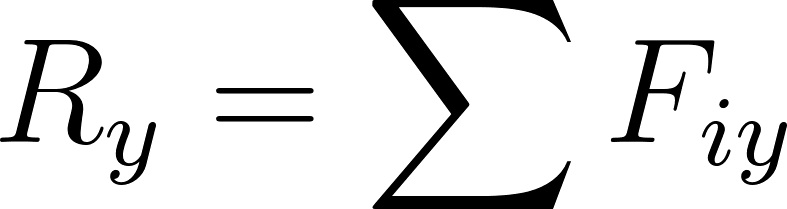 R_y = \sum F_{iy}